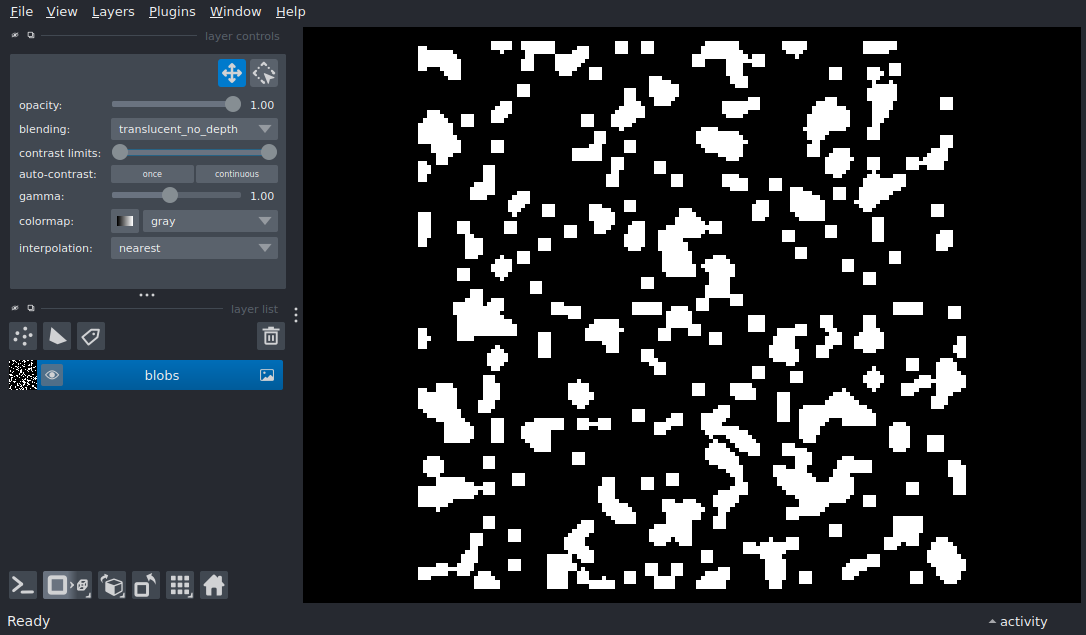 File View Layers Plugins Window Help
layer controls
opacity: 1.00
blending: translucent_no_depth
contrast limits:
auto-contrast: once continuous
gamma: 1.00
colormap: gray
interpolation: nearest
layer list
blobs
Ready
activity